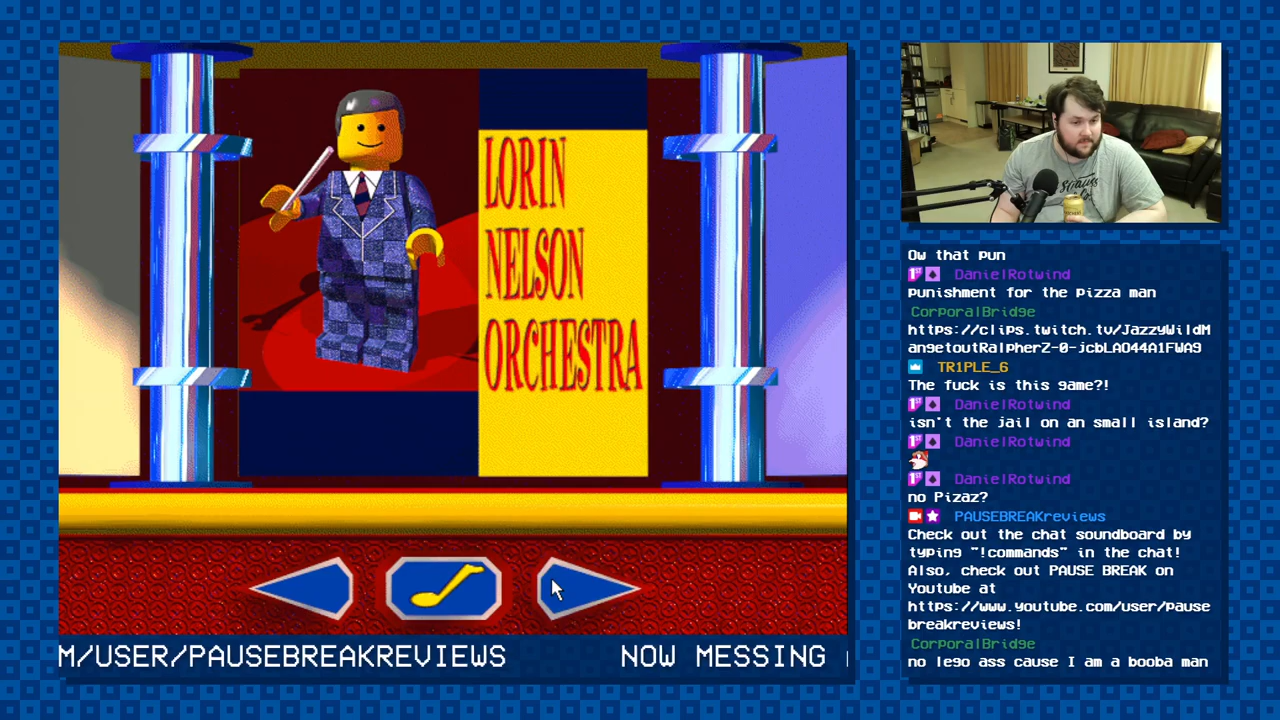 LORIN
NELSON
ORCHESTRA
M/USER/PAUSEBREAKREVIEWS NOW MESSING
Strauss
Ow that pun
DanielRotwind
punishment for the pizza man
CorporalBridge
https://clips.twitch.tv/JazzyWildM
angetoutRalpherZ-0-jcbLAO44A1FWA9
TR1PLE_6
The fuck is this game?!
DanielRotwind
isn't the jail on an small island?
DanielRotwind
DanielRotwind
no Pizaz?
PAUSEBREAKreviews
Check out the chat soundboard by
typing "!commands" in the chat!
Also, check out PAUSE BREAK on
Youtube at
https://www.youtube.com/user/pause
breakreviews!
CorporalBridge
no lego ass cause I am a booba man